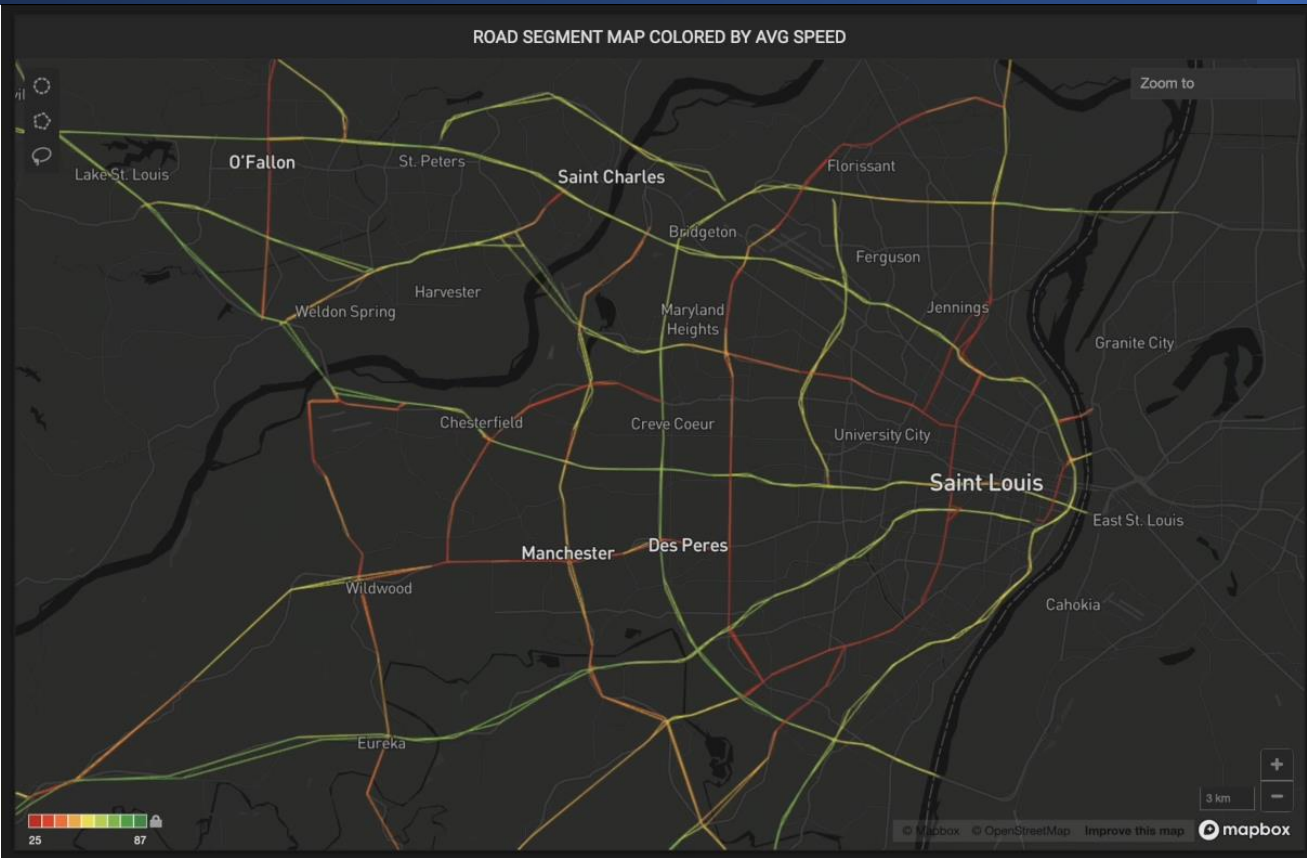 ROAD SEGMENT MAP COLORED BY AVG SPEED
Zoom to
O'Fallon
St. Peters
Lake St. Louis
Saint Charles
Florissant
Bridgeton
Ferguson
Harvester
Weldon Spring
Maryland
Heights
Jennings
Granite City
Chesterfield
Creve Coeur
University City
Saint Louis
East St. Louis
Manchester
Des Peres
Wildwood
Cahokia
Eureka
+
3 km
−
25
87
© Mapbox © OpenStreetMap Improve this map
mapbox